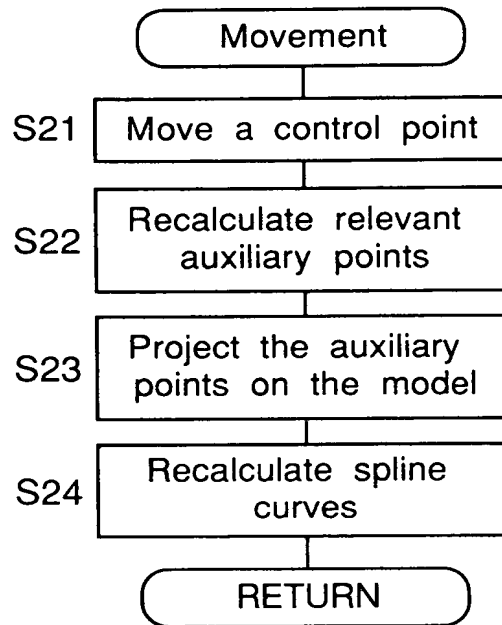 Movement
S21 Move a control point
S22 Recalculate relevant
auxiliary points
S23 Project the auxiliary
points on the model
S24 Recalculate spline
curves
RETURN